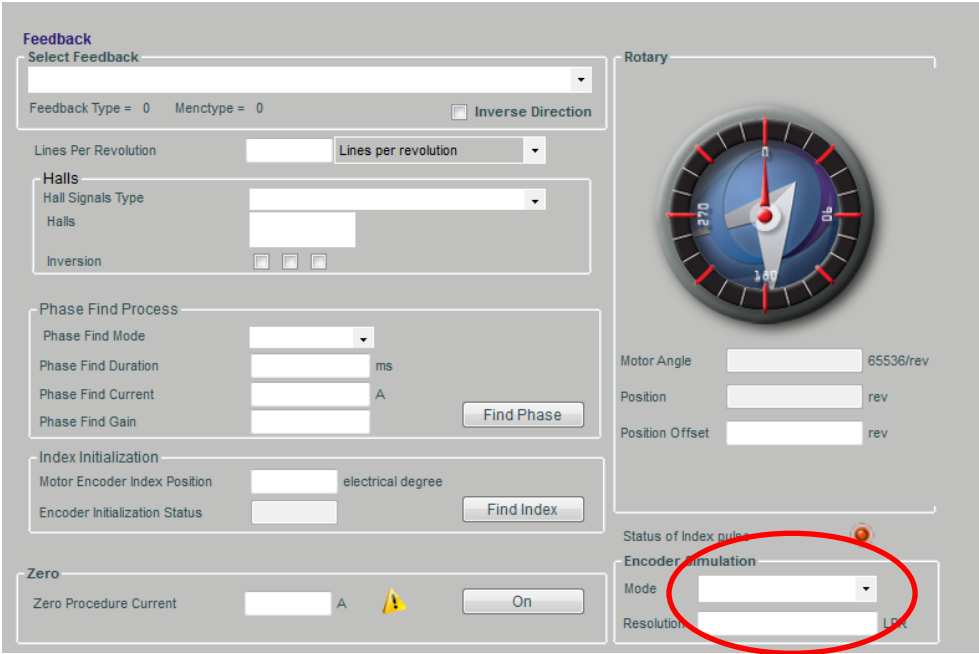 Feedback
Select Feedback
Feedback Type = 0 Menctype = 0
Inverse Direction
Lines Per Revolution Lines per revolution
Halls
Hall Signals Type
Halls
Inversion
Phase Find Process
Phase Find Mode
Phase Find Duration ms
Phase Find Current A
Phase Find Gain
Find Phase
Index Initialization
Motor Encoder Index Position electrical degree
Encoder Initialization Status
Find Index
Zero
Zero Procedure Current A On
Rotary
0
90
180
270
Motor Angle 65536/rev
Position rev
Position Offset rev
Status of Index pulse
Encoder Simulation
Mode
Resolution LPR